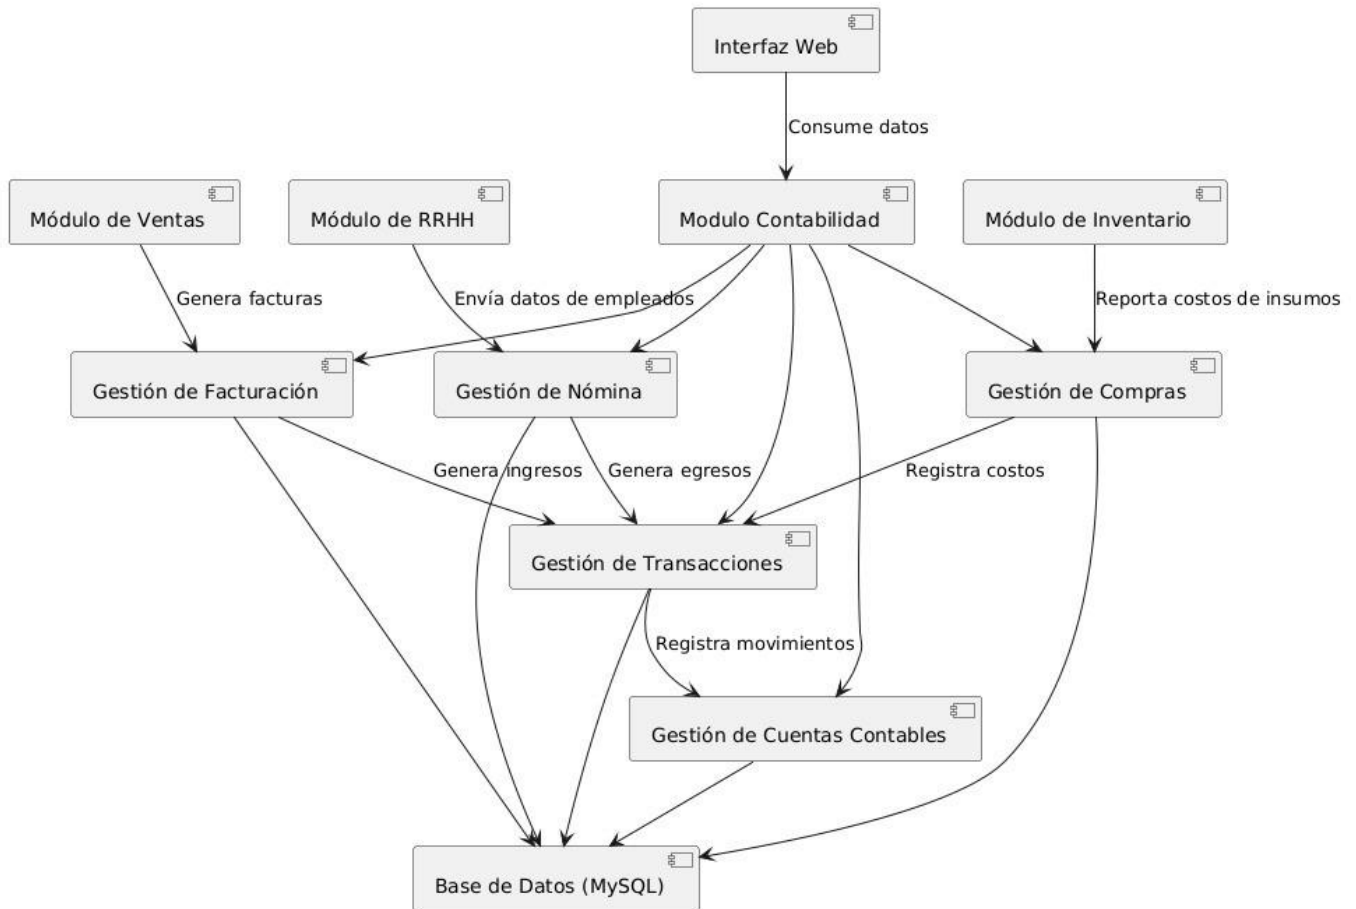 Interfaz Web
Consume datos
Módulo de Ventas
Módulo de RRHH
Modulo Contabilidad
Módulo de Inventario
Genera facturas
Envía datos de empleados
Reporta costos de insumos
Gestión de Facturación
Gestión de Nómina
Gestión de Compras
Genera ingresos
Genera egresos
Registra costos
Gestión de Transacciones
Registra movimientos
Gestión de Cuentas Contables
Base de Datos (MySQL)